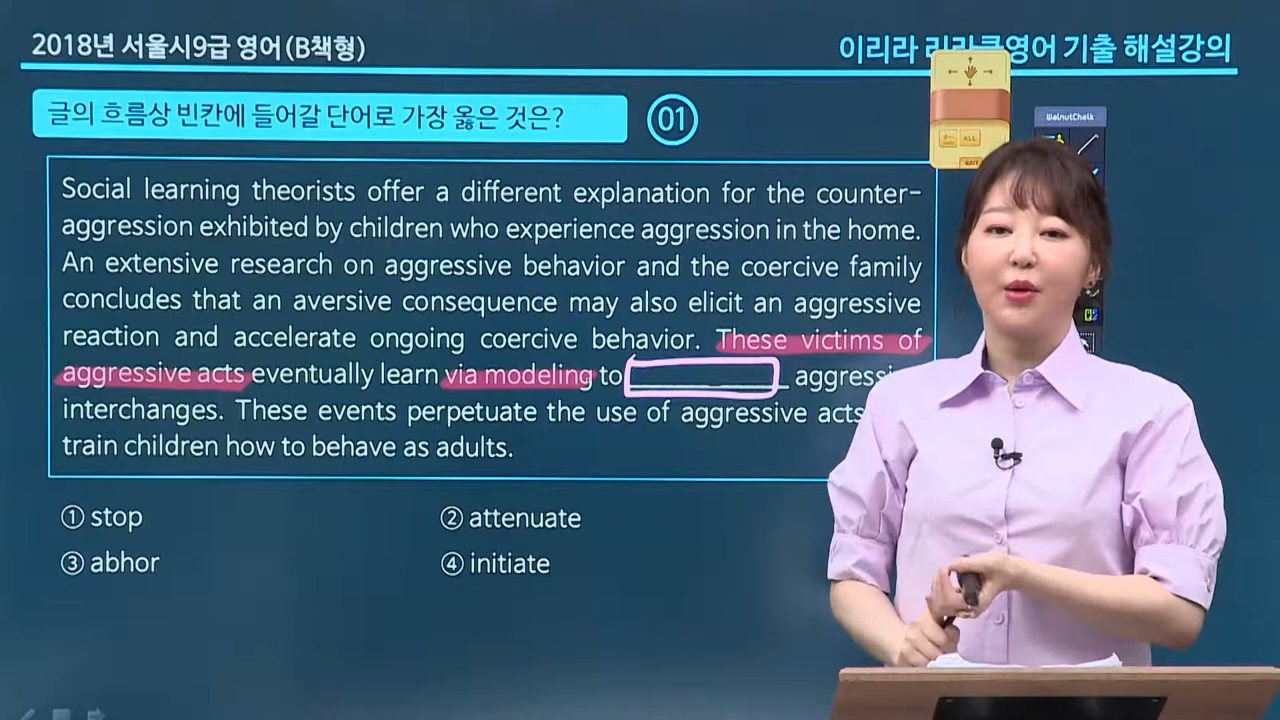 2018년 서울시9급 영어(B책형)
이리라 영어 기출 해설강의
글의 흐름상 빈칸에 들어갈 단어로 가장 옳은 것은?
01
ALL
EXIT
WalnutChalk
Social learning theorists offer a different explanation for the counter-
aggression exhibited by children who experience aggression in the home.
An extensive research on aggressive behavior and the coercive family
concludes that an aversive consequence may also elicit an aggressive
reaction and accelerate ongoing coercive behavior. These victims of
aggressive acts eventually learn via modeling to aggressi
interchanges. These events perpetuate the use of aggressive acts
train children how to behave as adults.
① stop
② attenuate
③ abhor
④ initiate